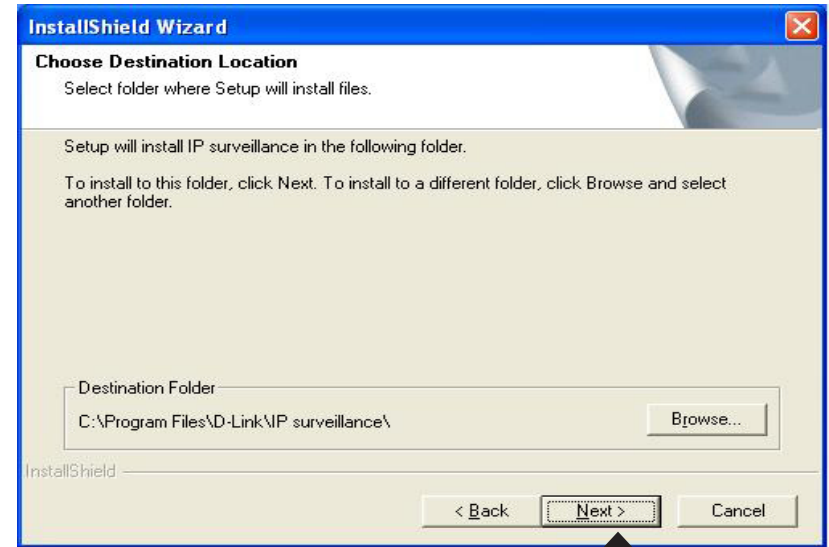 InstallShield Wizard
Choose Destination Location
Select folder where Setup will install files.
Setup will install IP surveillance in the following folder.
To install to this folder, click Next. To install to a different folder, click Browse and select
another folder.
Destination Folder
C:\Program Files\D-Link\IP surveillance\
Browse...
InstallShield
< Back
Next >
Cancel